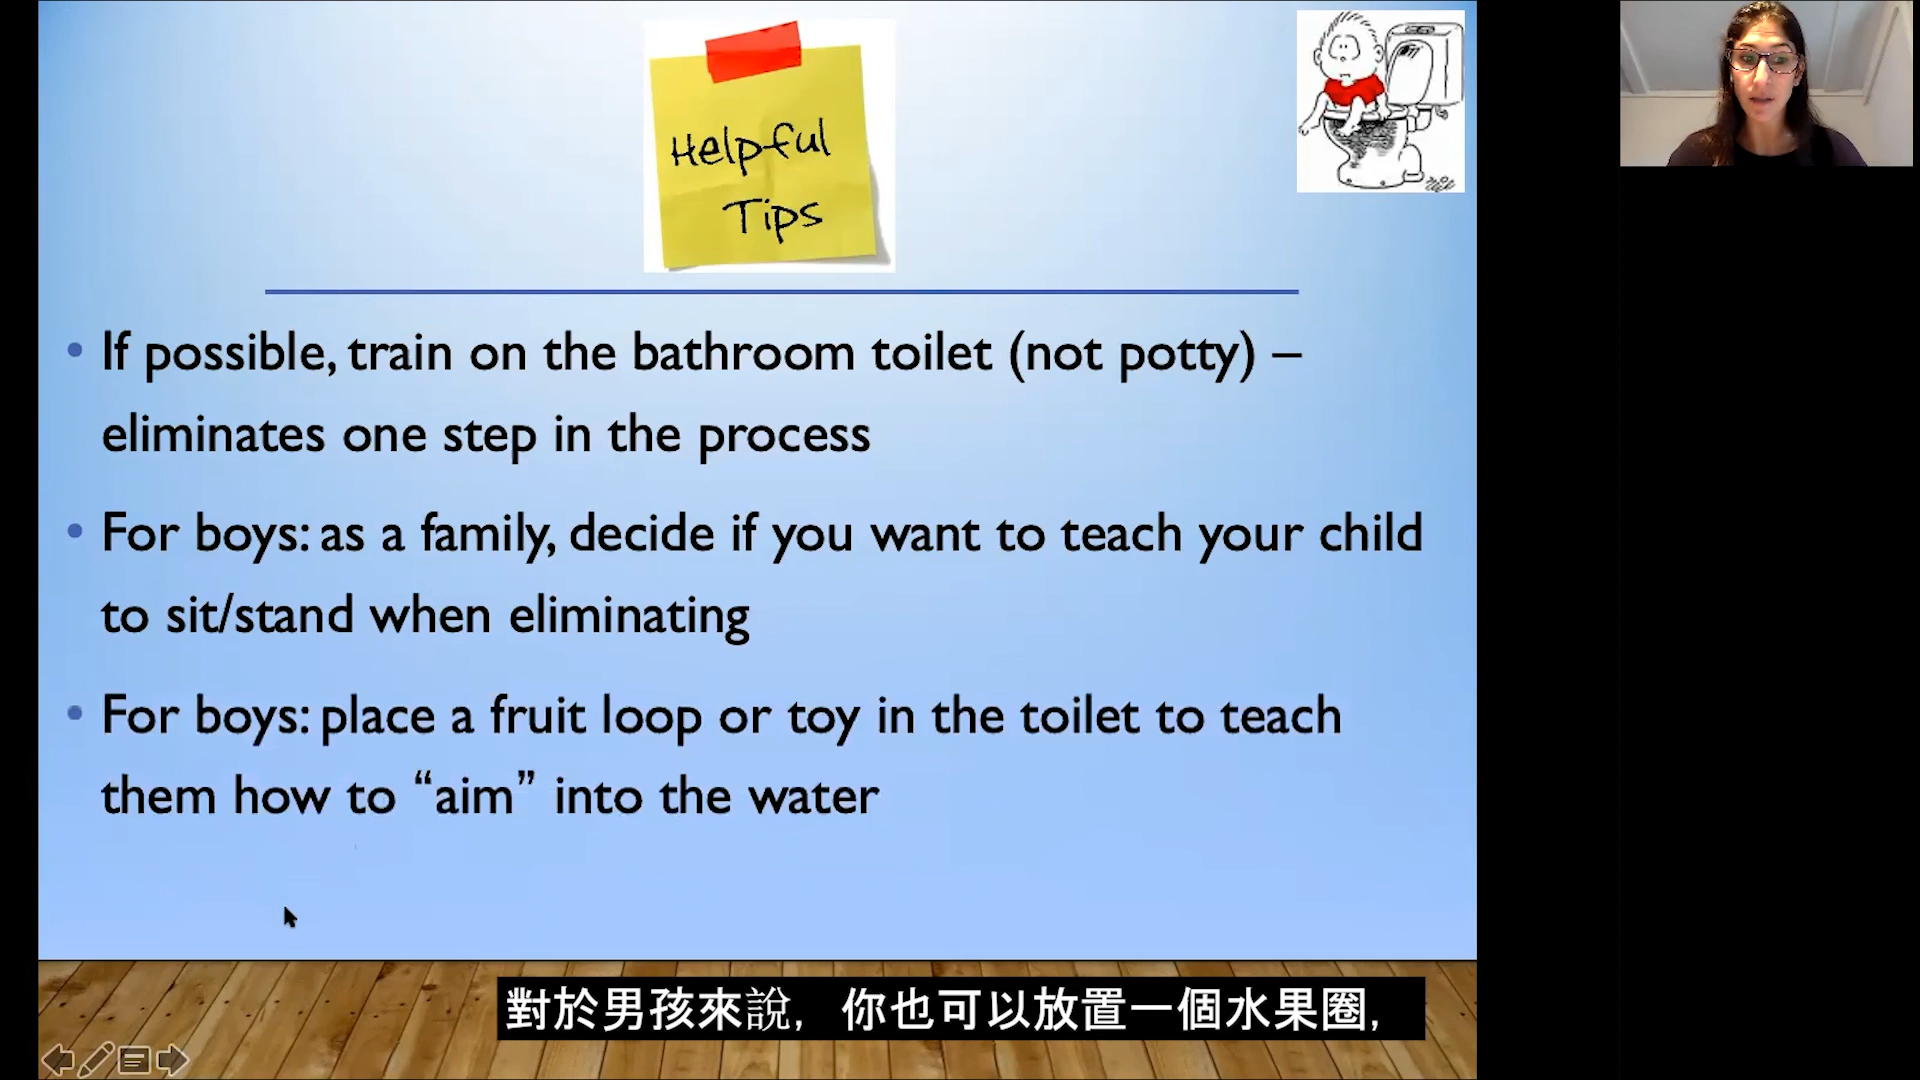 Helpful
Tips
• If possible, train on the bathroom toilet (not potty) –
eliminates one step in the process
• For boys: as a family, decide if you want to teach your child
to sit/stand when eliminating
• For boys: place a fruit loop or toy in the toilet to teach
them how to “aim” into the water
對於男孩來說，你也可以放置一個水果圈，